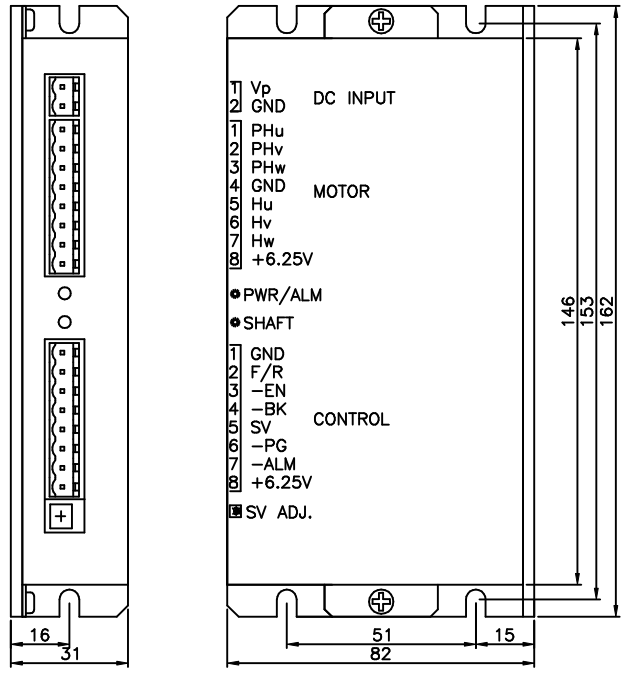 1 Vp
2 GND
DC INPUT
1 PHu
2 PHv
3 PHw
4 GND
5 Hu
6 Hv
7 Hw
8 +6.25V
MOTOR
PWR/ALM
SHAFT
1 GND
2 F/R
3 -EN
4 -BK
5 SV
6 -PG
7 -ALM
8 +6.25V
CONTROL
SV ADJ.
146
153
162
16
31
51
15
82